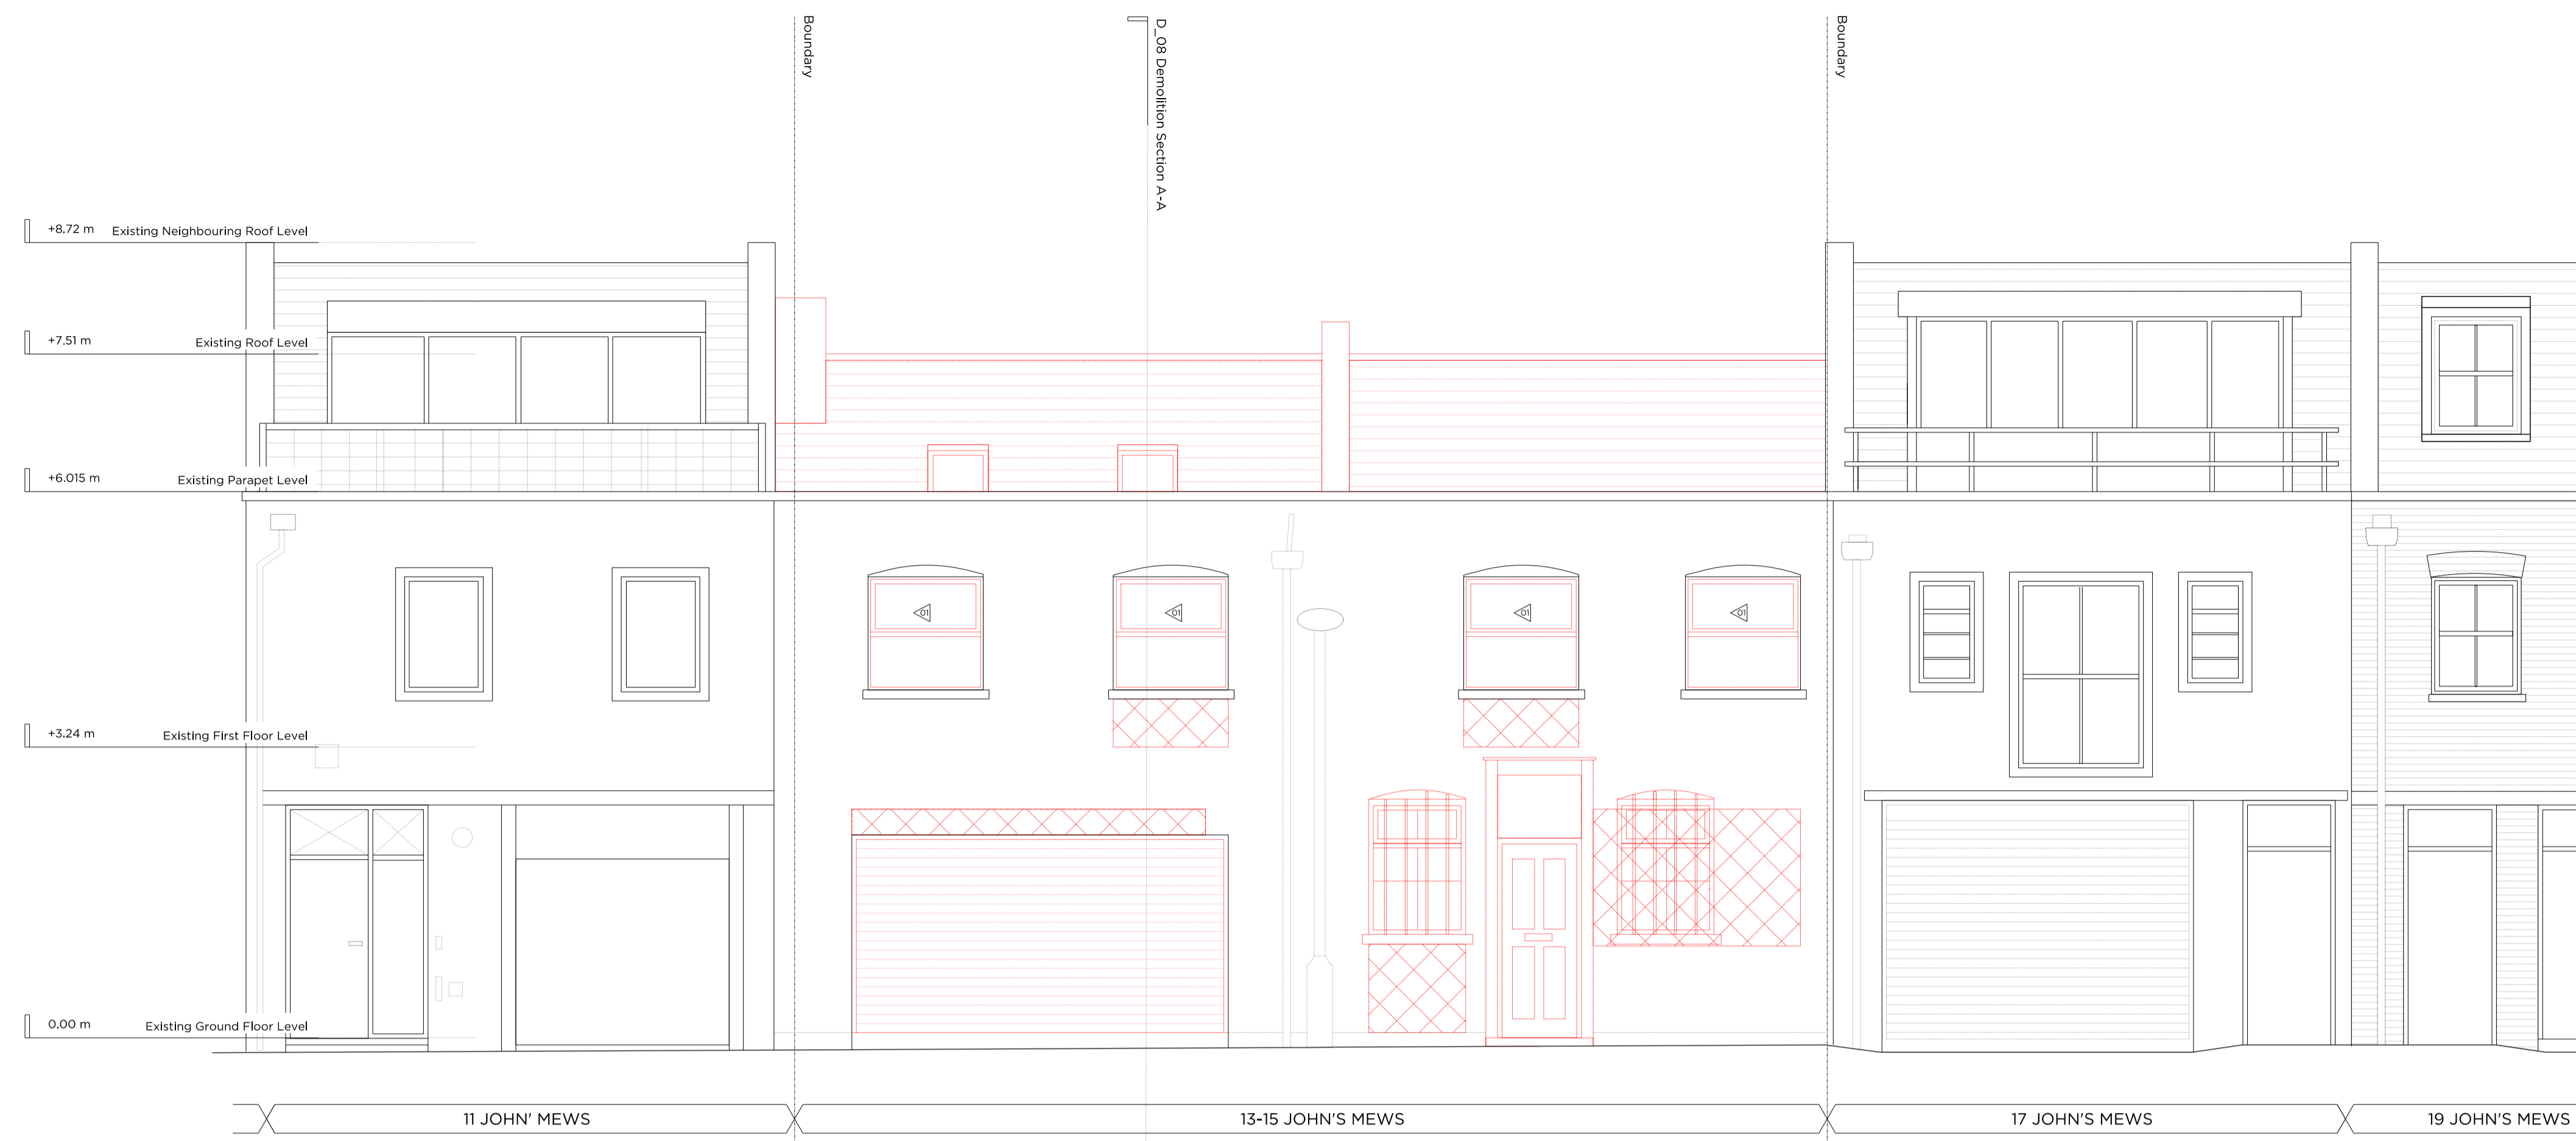 Boundary
D_08 Demolition Section A-A
Boundary
+8.72 m Existing Neighbouring Roof Level
+7.51 m Existing Roof Level
+6.015 m Existing Parapet Level
01 01 01 01
+3.24 m Existing First Floor Level
0.00 m Existing Ground Floor Level
11 JOHN' MEWS 13-15 JOHN'S MEWS 17 JOHN'S MEWS 19 JOHN'S MEWS